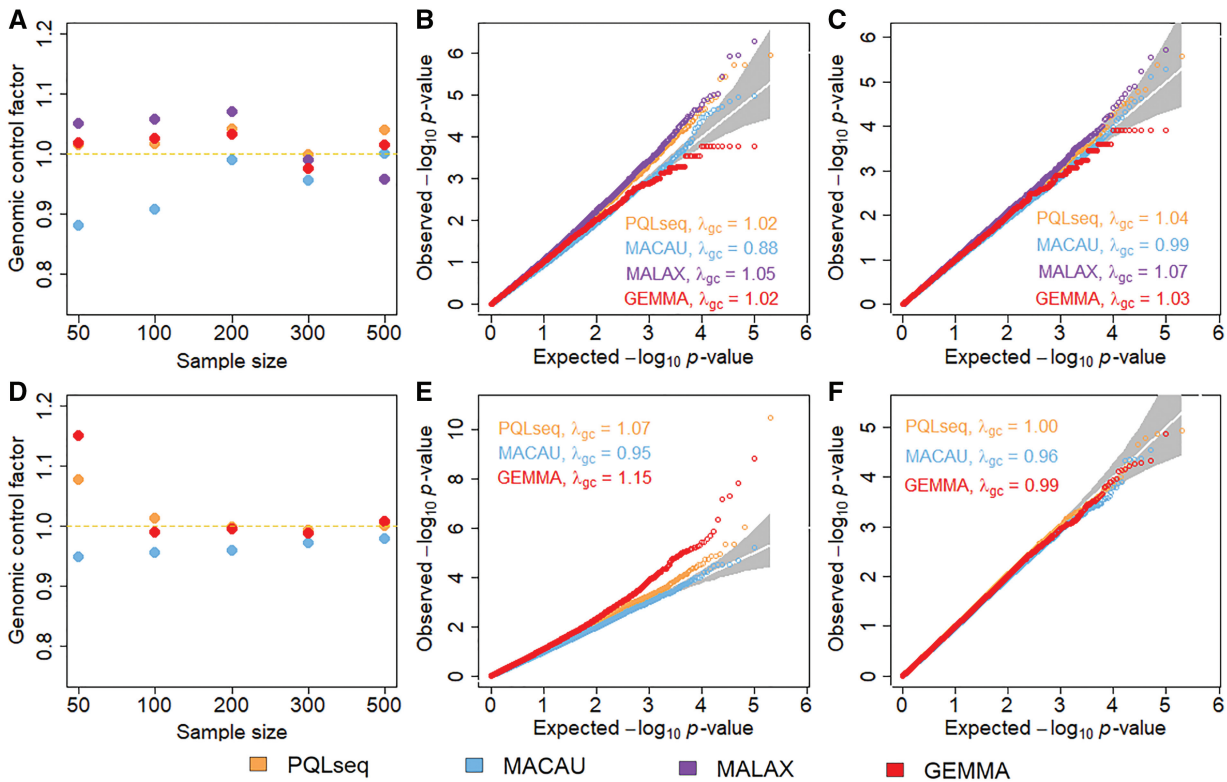 A
Genomic control factor
1.2
1.1
1.0
0.9
0.8
50
100
200
300
500
Sample size
B
Observed −log10 p-value
6
5
4
3
2
1
0
PQLseq, λgc = 1.02
MACAU, λgc = 0.88
MALAX, λgc = 1.05
GEMMA, λgc = 1.02
0
1
2
3
4
5
6
Expected −log10 p-value
C
Observed −log10 p-value
6
5
4
3
2
1
0
PQLseq, λgc = 1.04
MACAU, λgc = 0.99
MALAX, λgc = 1.07
GEMMA, λgc = 1.03
0
1
2
3
4
5
6
Expected −log10 p-value
D
Genomic control factor
1.2
1.1
1.0
0.9
0.8
50
100
200
300
500
Sample size
E
Observed −log10 p-value
10
8
6
4
2
0
PQLseq, λgc = 1.07
MACAU, λgc = 0.95
GEMMA, λgc = 1.15
0
1
2
3
4
5
6
Expected −log10 p-value
F
Observed −log10 p-value
5
4
3
2
1
0
PQLseq, λgc = 1.00
MACAU, λgc = 0.96
GEMMA, λgc = 0.99
0
1
2
3
4
5
6
Expected −log10 p-value
PQLseq
MACAU
MALAX
GEMMA